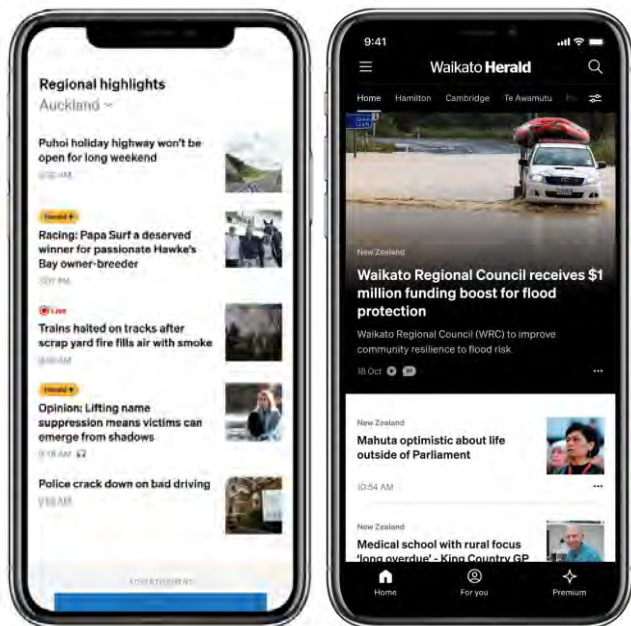 Regional highlights
Auckland
Puhoi holiday highway won't be
open for long weekend
Herald +
Racing: Papa Surf a deserved
winner for passionate Hawke's
Bay owner-breeder
Live
Trains halted on tracks after
scrap yard fire fills air with smoke
Herald +
Opinion: Lifting name
suppression means victims can
emerge from shadows
Police crack down on bad driving
ADVERTISEMENT
9:41
Waikato Herald
Home Hamilton Cambridge Te Awamutu
New Zealand
Waikato Regional Council receives $1
million funding boost for flood
protection
Waikato Regional Council (WRC) to improve
community resilience to flood risk
18 Oct
New Zealand
Mahuta optimistic about life
outside of Parliament
10:54 AM
New Zealand
Medical school with rural focus
'long overdue' - King Country GP
Home For you Premium